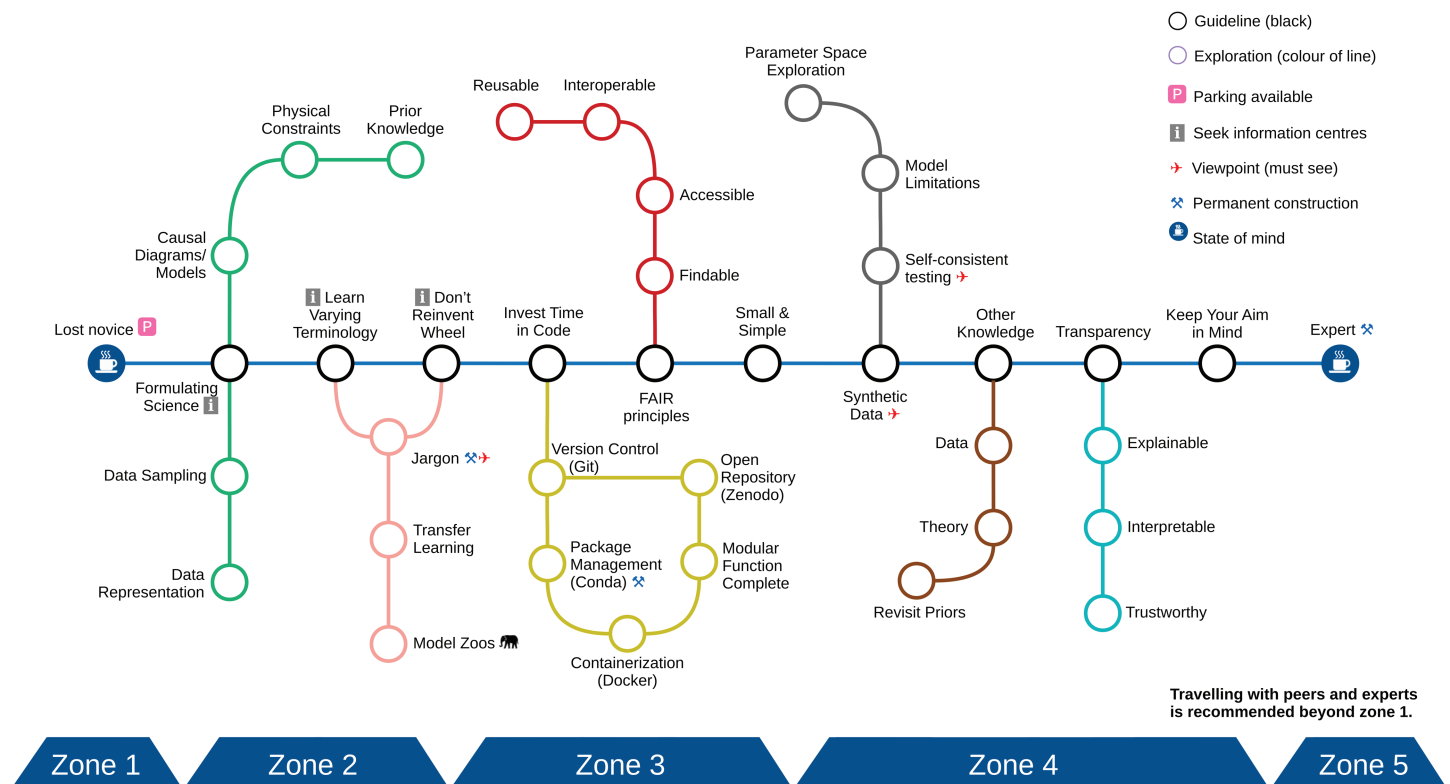 Guideline (black)
Exploration (colour of line)
P Parking available
i Seek information centres
Viewpoint (must see)
Permanent construction
State of mind
Parameter Space
Exploration
Model
Limitations
Self-consistent
testing
Reusable
Interoperable
Accessible
Findable
Physical
Constraints
Prior
Knowledge
Causal
Diagrams/
Models
Lost novice P
Formulating
Science i
i Learn
Varying
Terminology
i Don’t
Reinvent
Wheel
Invest Time
in Code
FAIR
principles
Small &
Simple
Synthetic
Data
Other
Knowledge
Transparency
Keep Your Aim
in Mind
Expert
Data Sampling
Data
Representation
Jargon
Transfer
Learning
Model Zoos
Version Control
(Git)
Open
Repository
(Zenodo)
Package
Management
(Conda)
Modular
Function
Complete
Containerization
(Docker)
Data
Theory
Revisit Priors
Explainable
Interpretable
Trustworthy
Travelling with peers and experts
is recommended beyond zone 1.
Zone 1
Zone 2
Zone 3
Zone 4
Zone 5